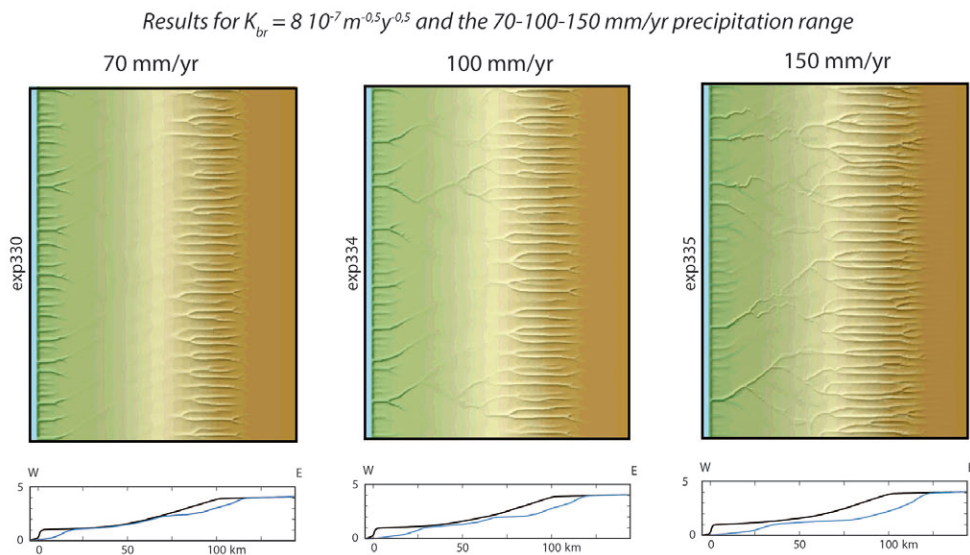 Results for Kbr = 8 10-7 m-0,5y-0,5 and the 70-100-150 mm/yr precipitation range
70 mm/yr
100 mm/yr
150 mm/yr
exp330
exp334
exp335
W E
5
0
0 50 100 km
W E
5
0
0 50 100 km
W E
5
0
0 50 100 km